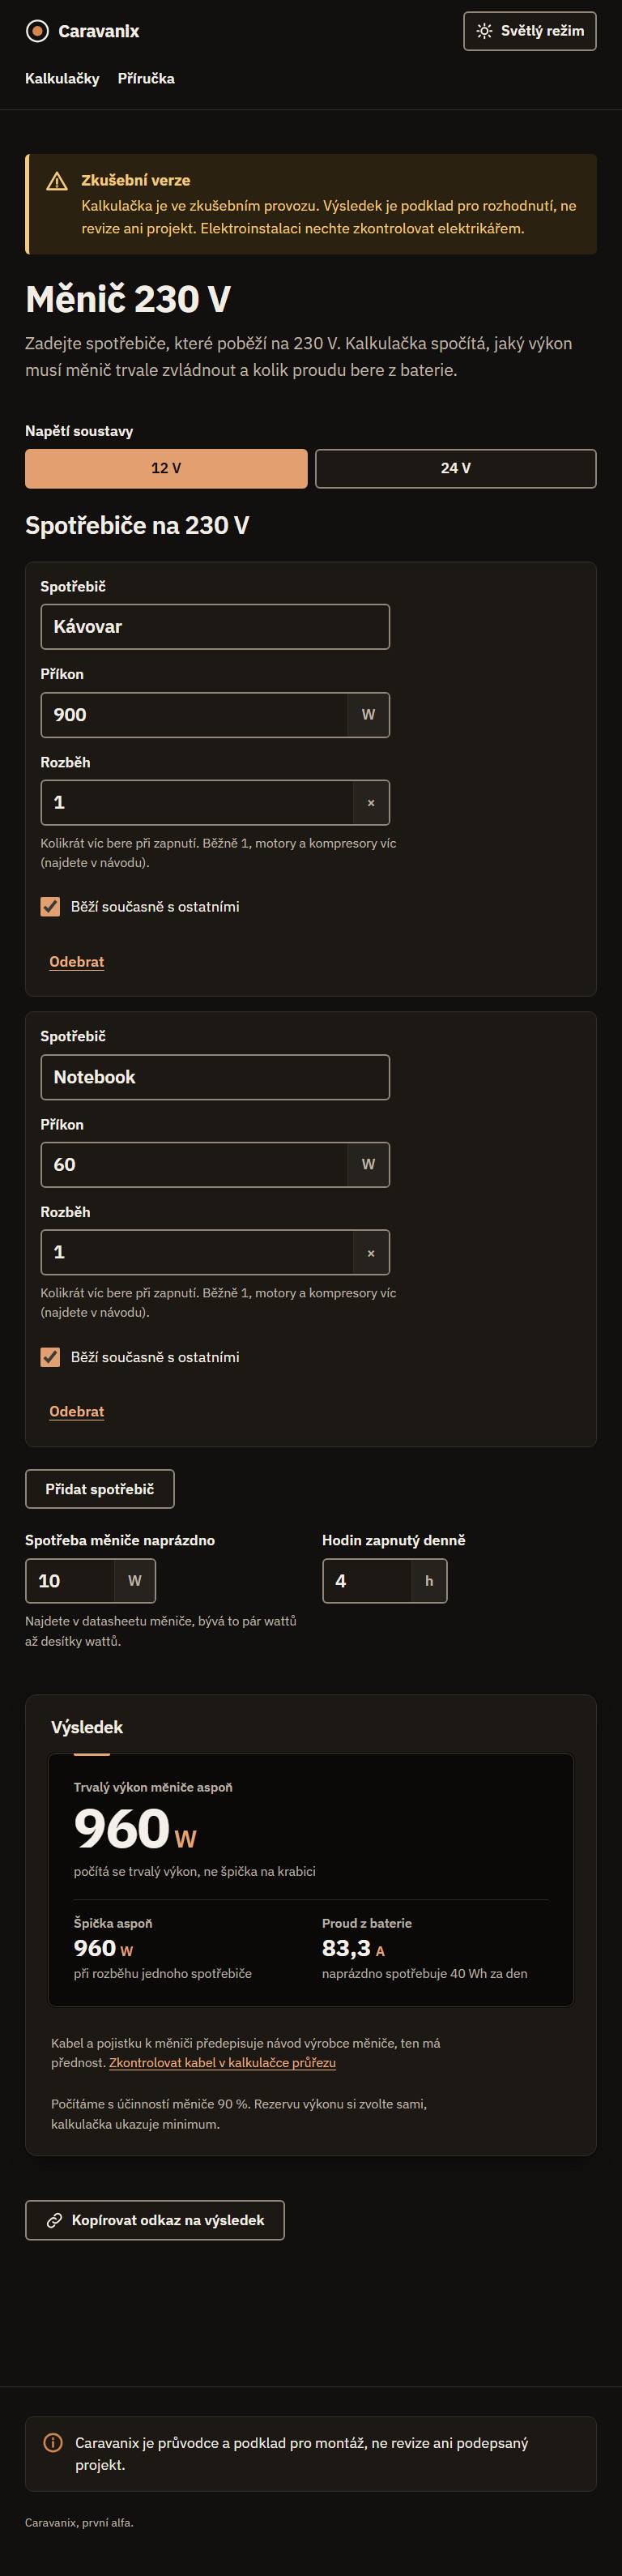 Caravanix
Světlý režim
Kalkulačky Příručka
Zkušební verze
Kalkulačka je ve zkušebním provozu. Výsledek je podklad pro rozhodnutí, ne
revize ani projekt. Elektroinstalaci nechte zkontrolovat elektrikářem.
Měnič 230 V
Zadejte spotřebiče, které poběží na 230 V. Kalkulačka spočítá, jaký výkon
musí měnič trvale zvládnout a kolik proudu bere z baterie.
Napětí soustavy
12 V
24 V
Spotřebiče na 230 V
Spotřebič
Kávovar
Příkon
900 W
Rozběh
1 ×
Kolikrát víc bere při zapnutí. Běžně 1, motory a kompresory víc
(najdete v návodu).
Běží současně s ostatními
Odebrat
Spotřebič
Notebook
Příkon
60 W
Rozběh
1 ×
Kolikrát víc bere při zapnutí. Běžně 1, motory a kompresory víc
(najdete v návodu).
Běží současně s ostatními
Odebrat
Přidat spotřebič
Spotřeba měniče naprázdno
10 W
Najdete v datasheetu měniče, bývá to pár wattů
až desítky wattů.
Hodin zapnutý denně
4 h
Výsledek
Trvalý výkon měniče aspoň
960 W
počítá se trvalý výkon, ne špička na krabici
Špička aspoň
960 W
při rozběhu jednoho spotřebiče
Proud z baterie
83,3 A
naprázdno spotřebuje 40 Wh za den
Kabel a pojistku k měniči předepisuje návod výrobce měniče, ten má
přednost. Zkontrolovat kabel v kalkulačce průřezu
Počítáme s účinností měniče 90 %. Rezervu výkonu si zvolte sami,
kalkulačka ukazuje minimum.
Kopírovat odkaz na výsledek
Caravanix je průvodce a podklad pro montáž, ne revize ani podepsaný
projekt.
Caravanix, první alfa.